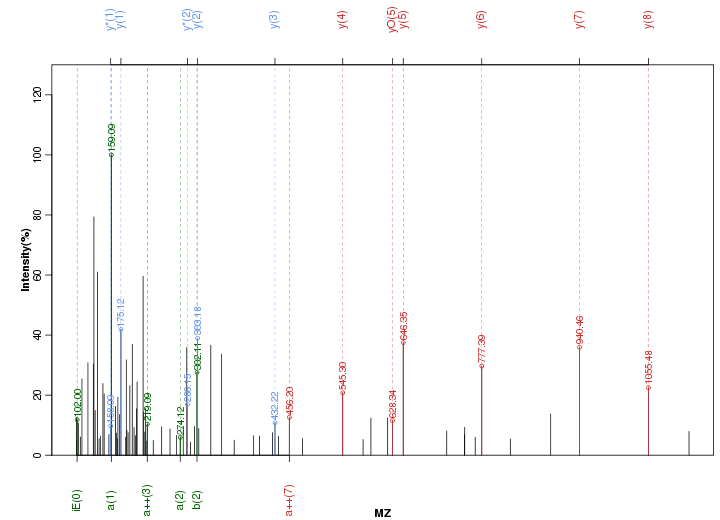 y*(1)
y(1)
y*(2)
y(2)
y(3)
y(4)
yO(5)
y(5)
y(6)
y(7)
y(8)
Intensity(%)
0
20
40
60
80
100
120
102.00
159.09
158.09
175.12
219.09
274.12
286.15
302.11
303.18
432.22
456.20
545.30
628.34
646.35
777.39
940.46
1055.48
iE(0)
a(1)
a++(3)
a(2)
b(2)
a++(7)
MZ